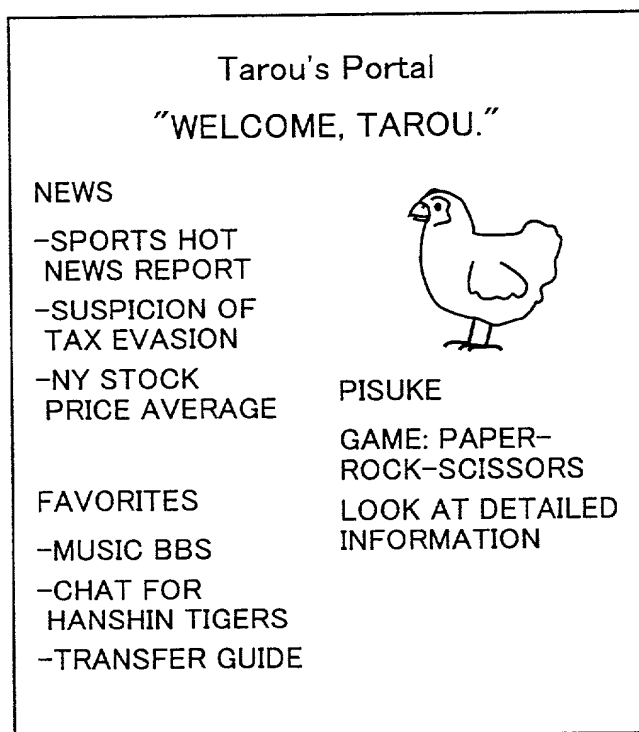 Tarou's Portal
"WELCOME, TAROU."
NEWS
-SPORTS HOT
NEWS REPORT
-SUSPICION OF
TAX EVASION
-NY STOCK
PRICE AVERAGE
FAVORITES
-MUSIC BBS
-CHAT FOR
HANSHIN TIGERS
-TRANSFER GUIDE
PISUKE
GAME: PAPER-
ROCK-SCISSORS
LOOK AT DETAILED
INFORMATION